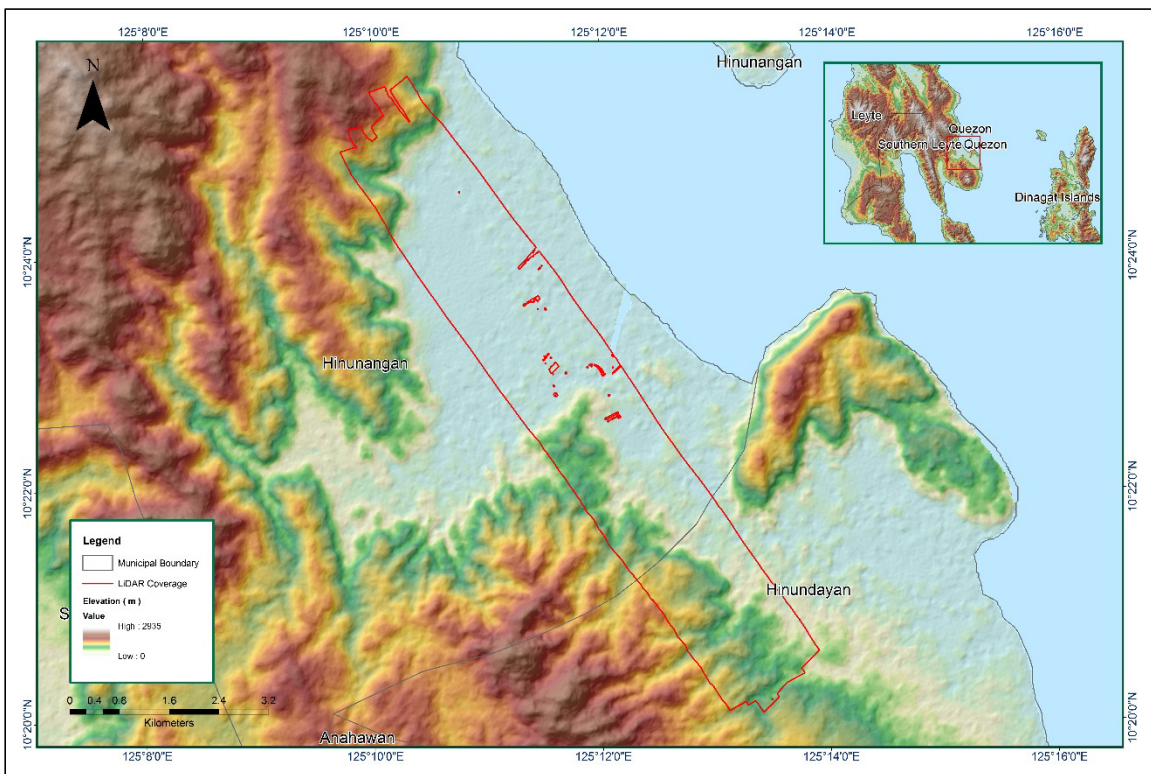 125°8'0"E
125°10'0"E
125°12'0"E
125°14'0"E
125°16'0"E
N
Hinunangan
Leyte
Quezon
Southern Leyte Quezon
Dinagat Islands
10°24'0"N
10°24'0"N
Hinunangan
10°22'0"N
10°22'0"N
Legend
Municipal Boundary
LiDAR Coverage
Elevation ( m )
Value
High : 2935
Low : 0
S
Hinundayan
0 0.4 0.8 1.6 2.4 3.2
Kilometers
10°20'0"N
10°20'0"N
Anahawan
125°8'0"E
125°10'0"E
125°12'0"E
125°14'0"E
125°16'0"E